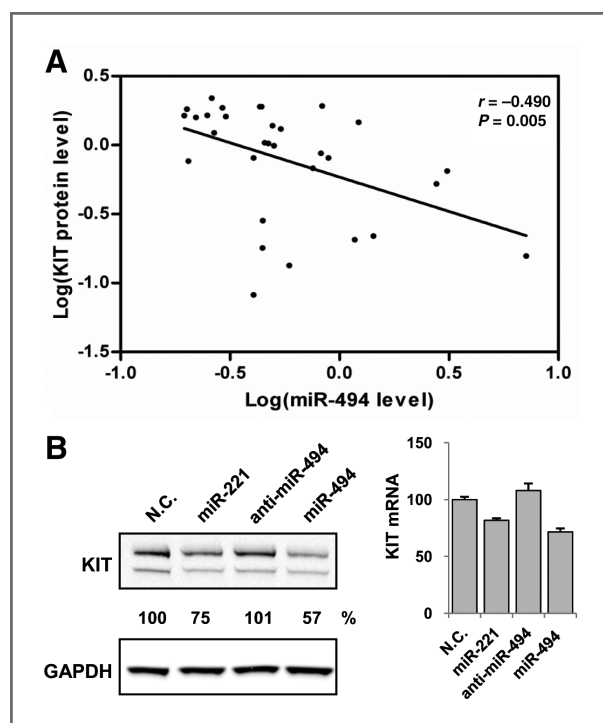 A
0.5
0.0
-0.5
-1.0
-1.5
Log(KIT protein level)
r = –0.490
P = 0.005
-1.0 -0.5 0.0 0.5 1.0
Log(miR-494 level)
B
N.C. miR-221 anti-miR-494 miR-494
KIT
100 75 101 57 %
GAPDH
150
100
50
0
KIT mRNA
N.C. miR-221 anti-miR-494 miR-494